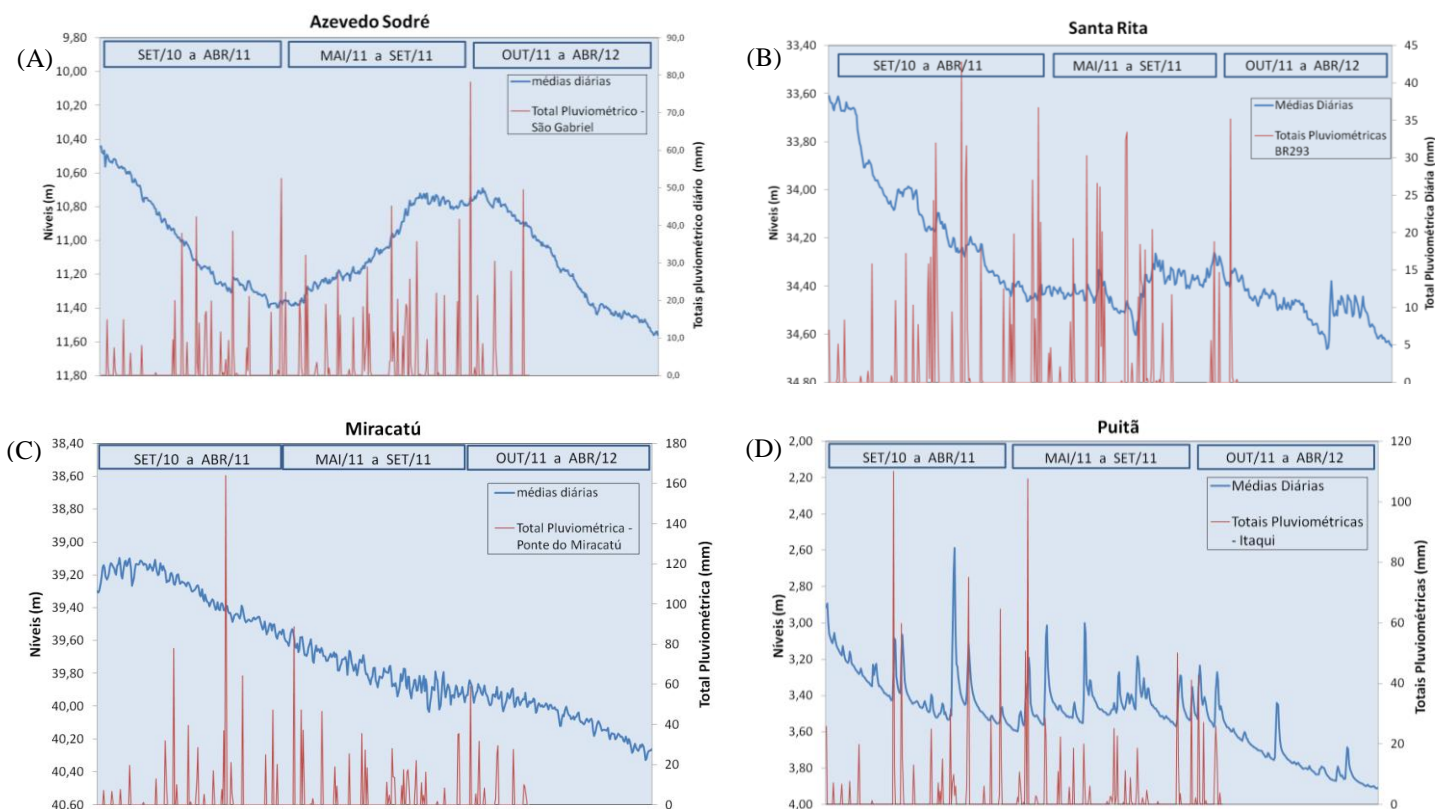 Azevedo Sodré
(A)
9,80
10,00
10,20
10,40
10,60
10,80
11,00
11,20
11,40
11,60
11,80
Níveis (m)
SET/10 a ABR/11
MAI/11 a SET/11
OUT/11 a ABR/12
médias diárias
Total Pluviométrico -
São Gabriel
90,0
80,0
70,0
60,0
50,0
40,0
30,0
20,0
10,0
0,0
Totais pluviométrico diário (mm)
Santa Rita
(B)
33,40
33,60
33,80
34,00
34,20
34,40
34,60
34,80
Níveis (m)
SET/10 a ABR/11
MAI/11 a SET/11
OUT/11 a ABR/12
Médias Diárias
Totais Pluviométricas
BR293
45
40
35
30
25
20
15
10
5
0
Total Pluviométrica Diária (mm)
Miracatú
(C)
38,40
38,60
38,80
39,00
39,20
39,40
39,60
39,80
40,00
40,20
40,40
40,60
Níveis (m)
SET/10 a ABR/11
MAI/11 a SET/11
OUT/11 a ABR/12
médias diárias
Total Pluviométrica -
Ponte do Miracatú
180
160
140
120
100
80
60
40
20
0
Total Pluviométrica (mm)
Puitã
(D)
2,00
2,20
2,40
2,60
2,80
3,00
3,20
3,40
3,60
3,80
4,00
Níveis (m)
SET/10 a ABR/11
MAI/11 a SET/11
OUT/11 a ABR/12
Médias Diárias
Totais Pluviométricas
- Itaqui
120
100
80
60
40
20
0
Totais Pluviométricas (mm)